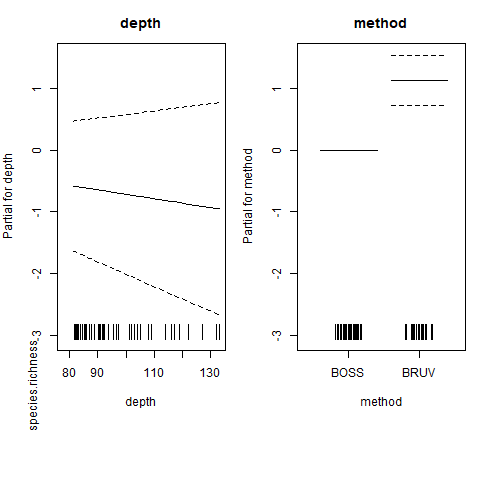 depth
method
Partial for depth
1
0
-1
-2
-3
80
90
110
130
depth
species.richness
Partial for method
1
0
-1
-2
-3
BOSS
BRUV
method